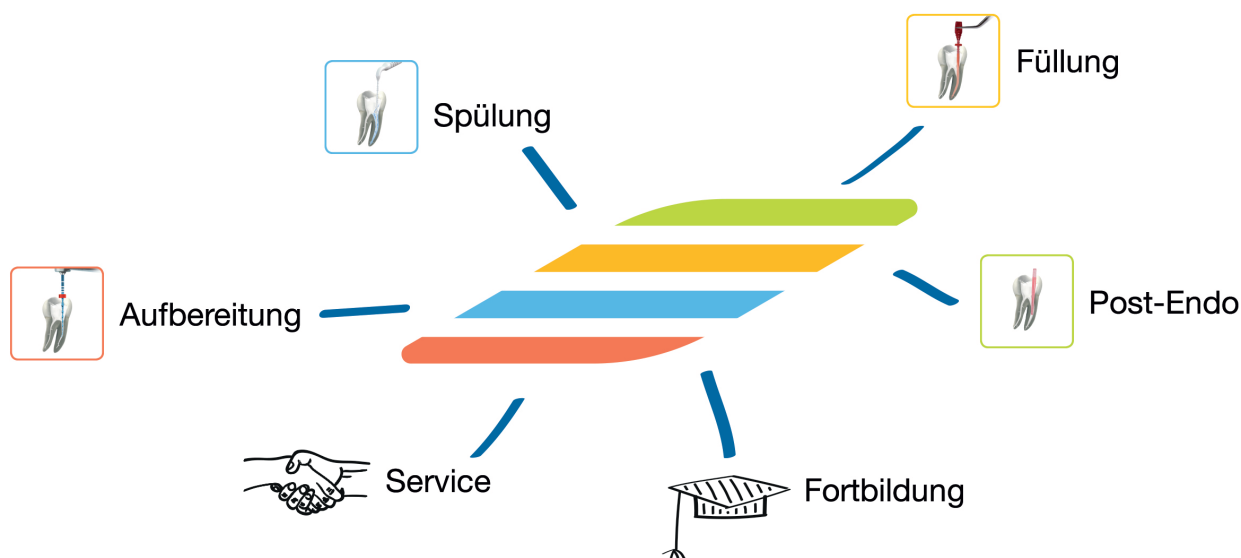 Füllung
Spülung
Post-Endo
Aufbereitung
Service
Fortbildung